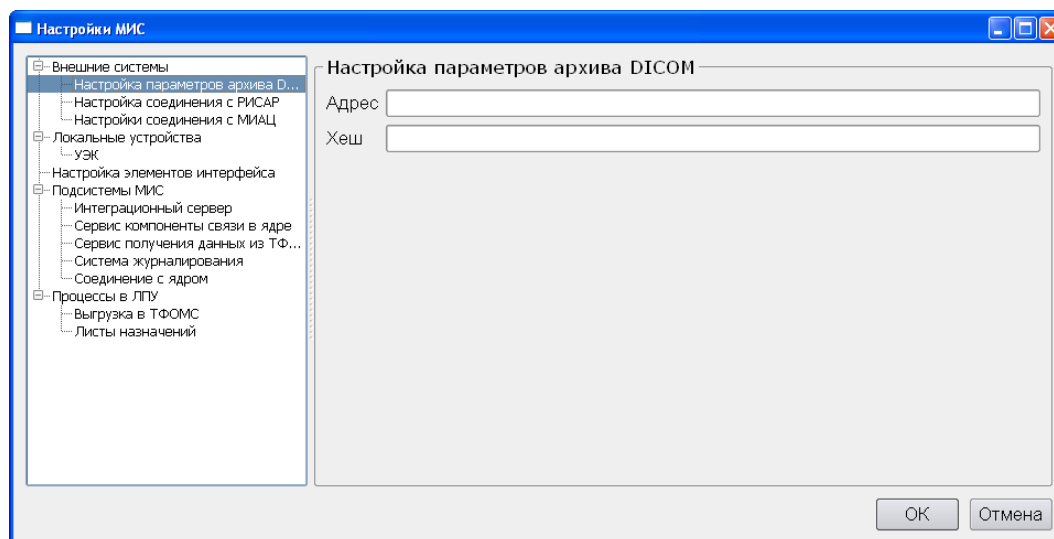 Настройки МИС
Внешние системы
Настройка параметров архива D...
Настройка соединения с РИСАР
Настройки соединения с МИАЦ
Локальные устройства
УЭК
Настройка элементов интерфейса
Подсистемы МИС
Интеграционный сервер
Сервис компоненты связи в ядре
Сервис получения данных из ТФ...
Система журналирования
Соединение с ядром
Процессы в ЛПУ
Выгрузка в ТФОМС
Листы назначений
Настройка параметров архива DICOM
Адрес
Хеш
ОК
Отмена